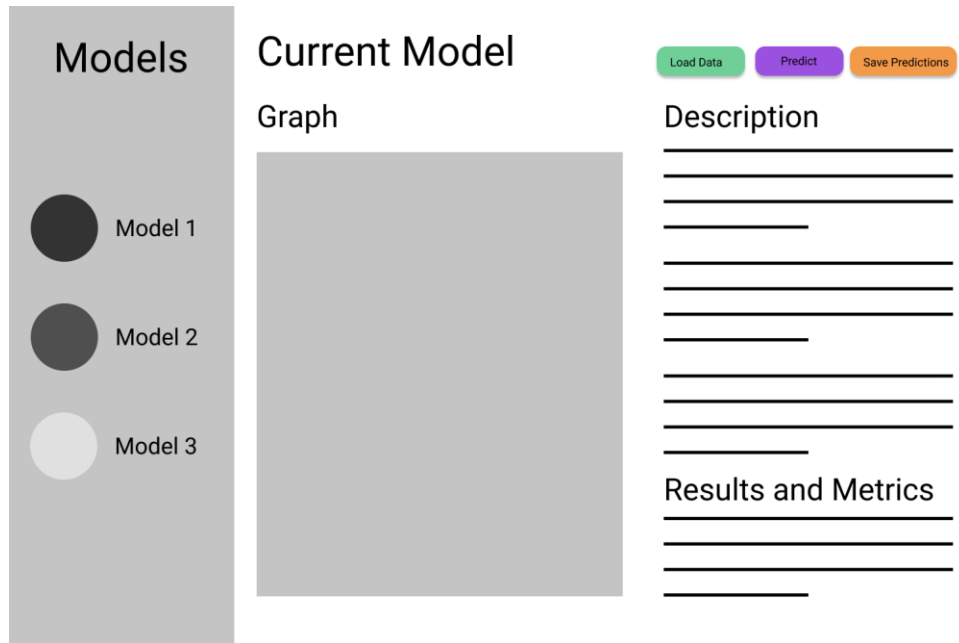 Models
Model 1
Model 2
Model 3
Current Model
Load Data
Predict
Save Predictions
Graph
Description
Results and Metrics